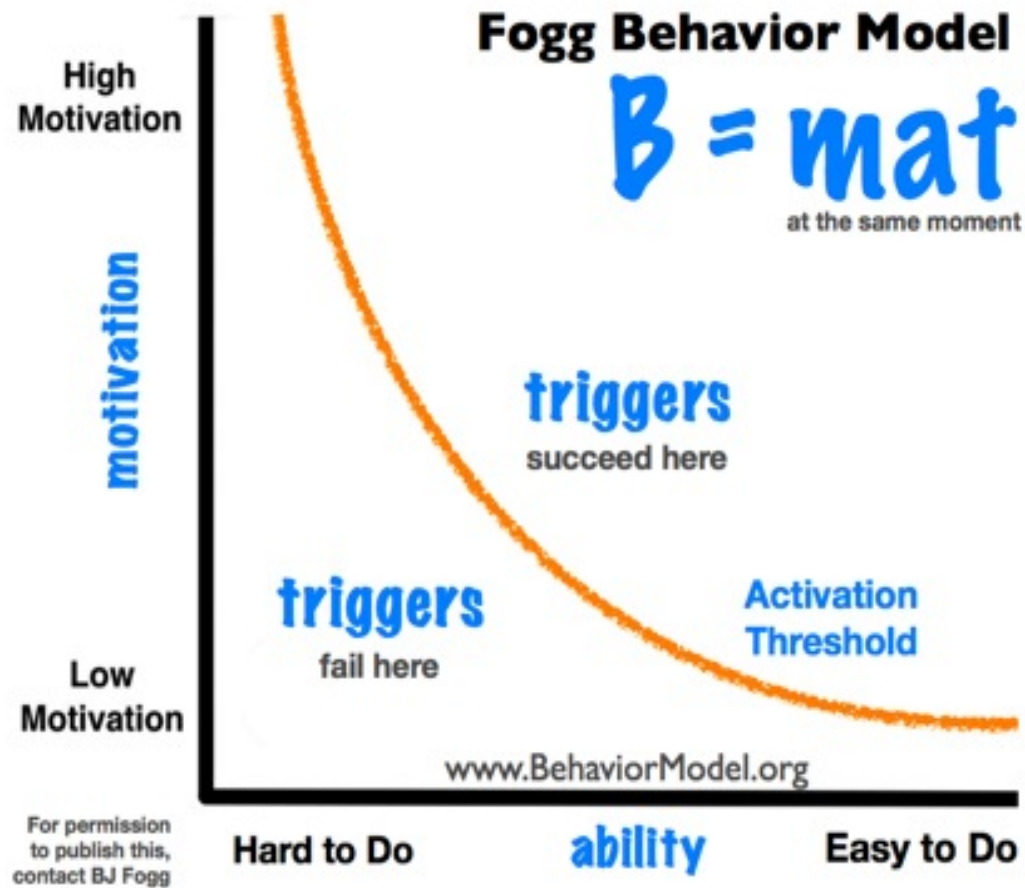 Fogg Behavior Model
B = mat
at the same moment
High
Motivation
motivation
triggers
succeed here
triggers
fail here
Activation
Threshold
Low
Motivation
www.BehaviorModel.org
For permission
to publish this,
contact BJ Fogg
Hard to Do
ability
Easy to Do